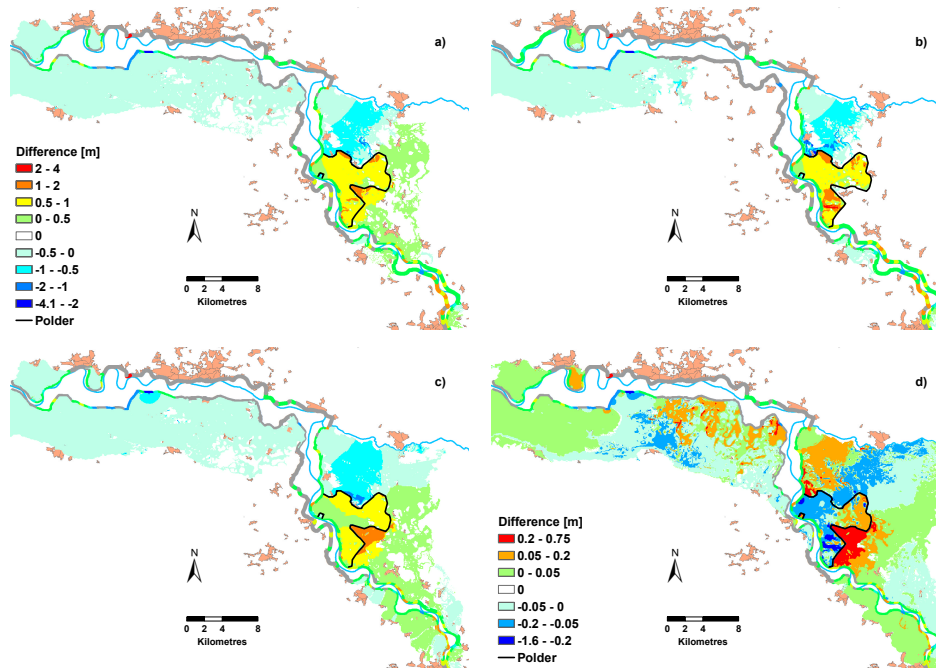 a)
Difference [m]
2 - 4
1 - 2
0.5 - 1
0 - 0.5
0
-0.5 - 0
-1 - -0.5
-2 - -1
-4.1 - -2
Polder
N
0 2 4 8
Kilometres
b)
N
0 2 4 8
Kilometres
c)
N
0 2 4 8
Kilometres
d)
Difference [m]
0.2 - 0.75
0.05 - 0.2
0 - 0.05
0
-0.05 - 0
-0.2 - -0.05
-1.6 - -0.2
Polder
N
0 2 4 8
Kilometres